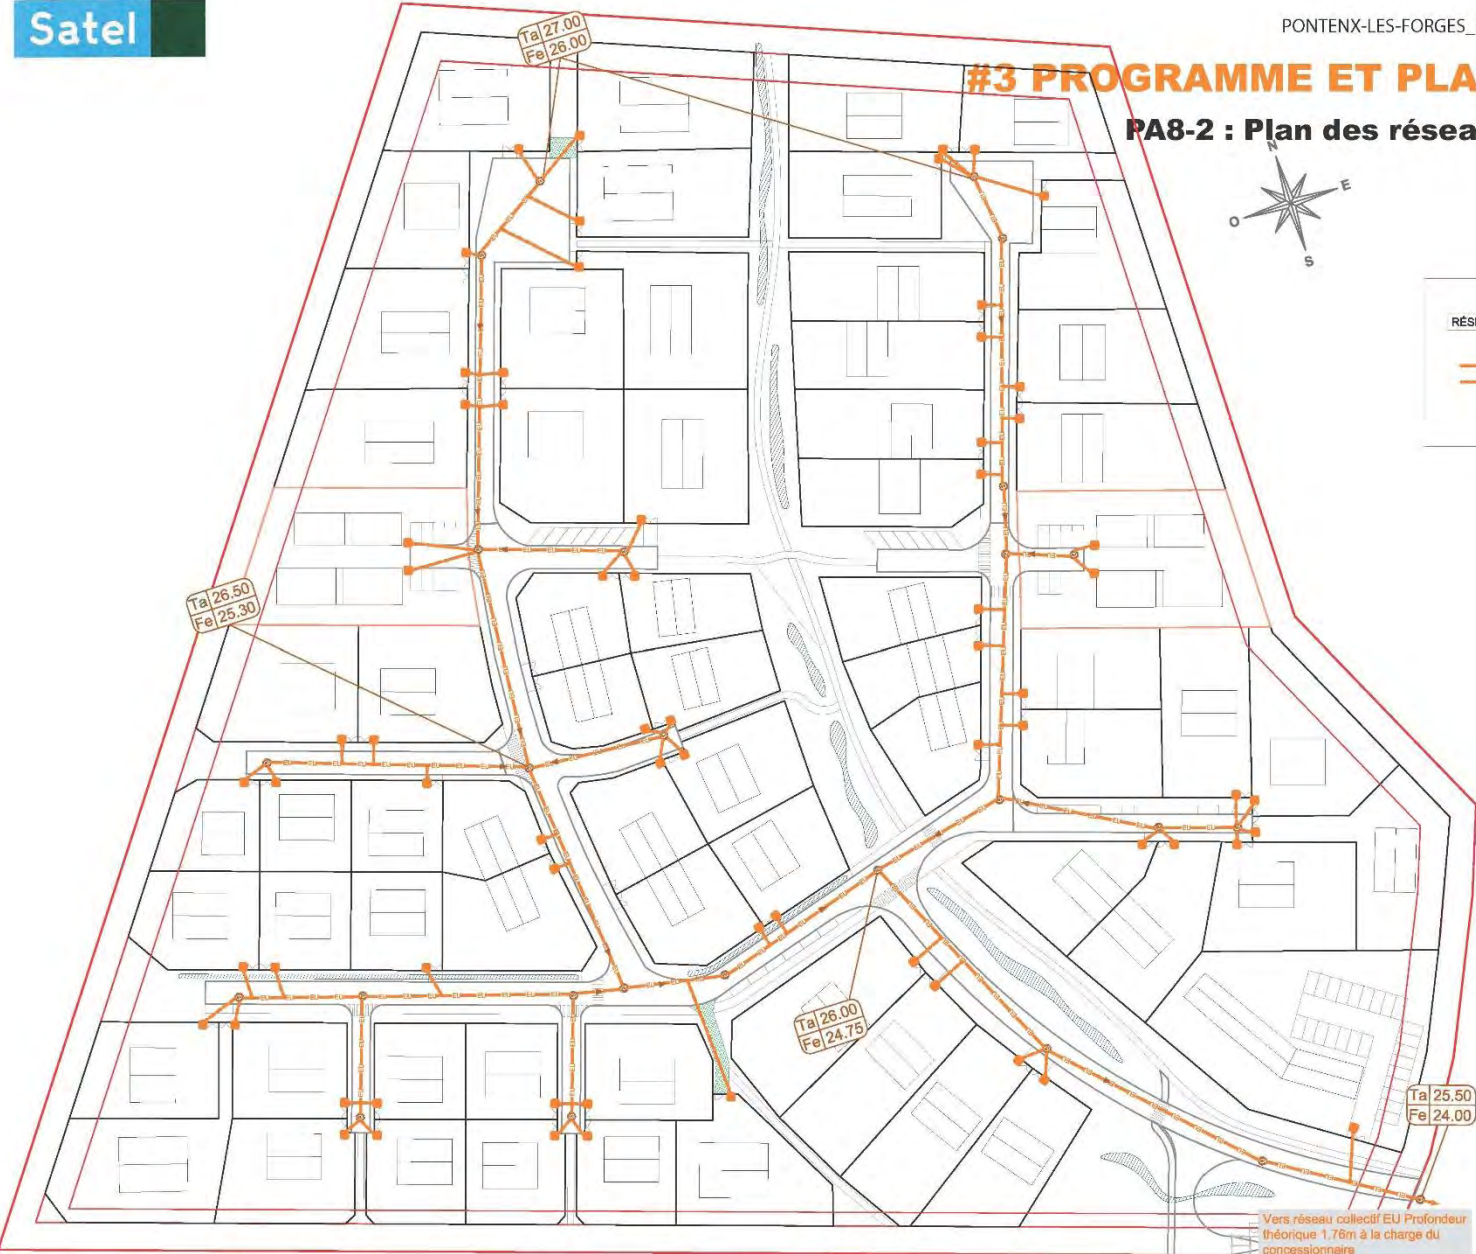 Satel
PONTENX-LES-FORGES_
#3 PROGRAMME ET PLA
PA8-2 : Plan des résea
Ta 27.00
Fe 26.00
N
E
O
S
RÉS
Ta 26.50
Fe 25.30
Ta 26.00
Fe 24.75
Ta 25.50
Fe 24.00
Vers réseau collectif EU Profondeur
théorique 1.76m à la charge du
concessionnaire